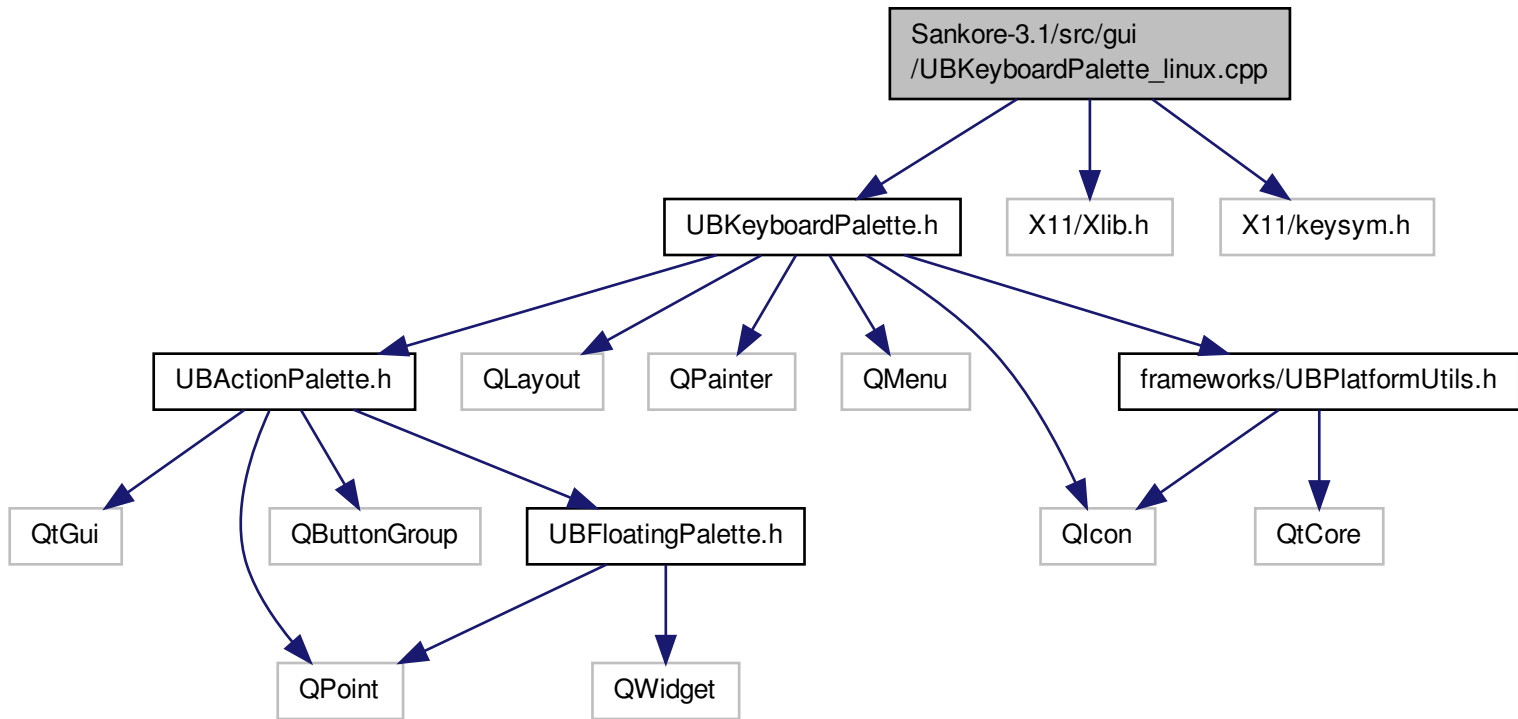 Sankore-3.1/src/gui
/UBKeyboardPalette_linux.cpp
UBKeyboardPalette.h
X11/Xlib.h
X11/keysym.h
UBActionPalette.h
QLayout
QPainter
QMenu
frameworks/UBPlatformUtils.h
QtGui
QButtonGroup
UBFloatingPalette.h
QIcon
QtCore
QPoint
QWidget